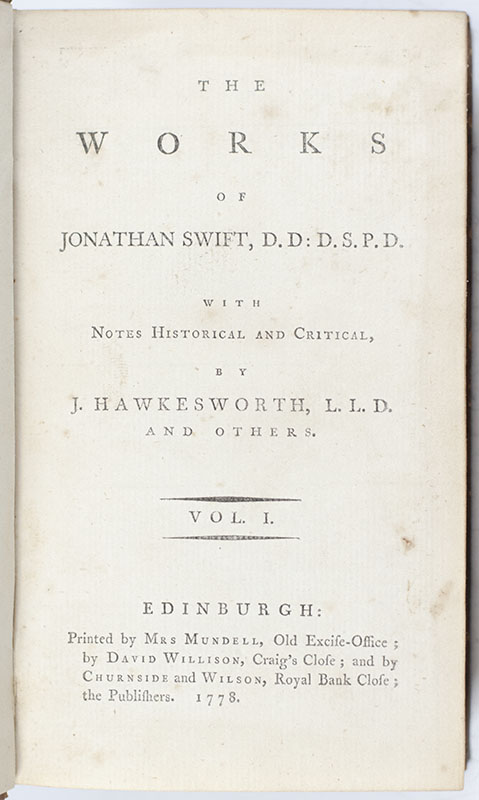 THE
WORKS
OF
JONATHAN SWIFT, D.D: D.S.P.D.
WITH
NOTES HISTORICAL AND CRITICAL,
BY
J. HAWKESWORTH, L.L.D.
AND OTHERS.
VOL. I.
EDINBURGH:
Printed by MRS MUNDELL, Old Exciſe-Office;
by DAVID WILLISON, Craig's Cloſe; and by
CHURNSIDE and WILSON, Royal Bank Cloſe;
the Publiſhers. 1778.